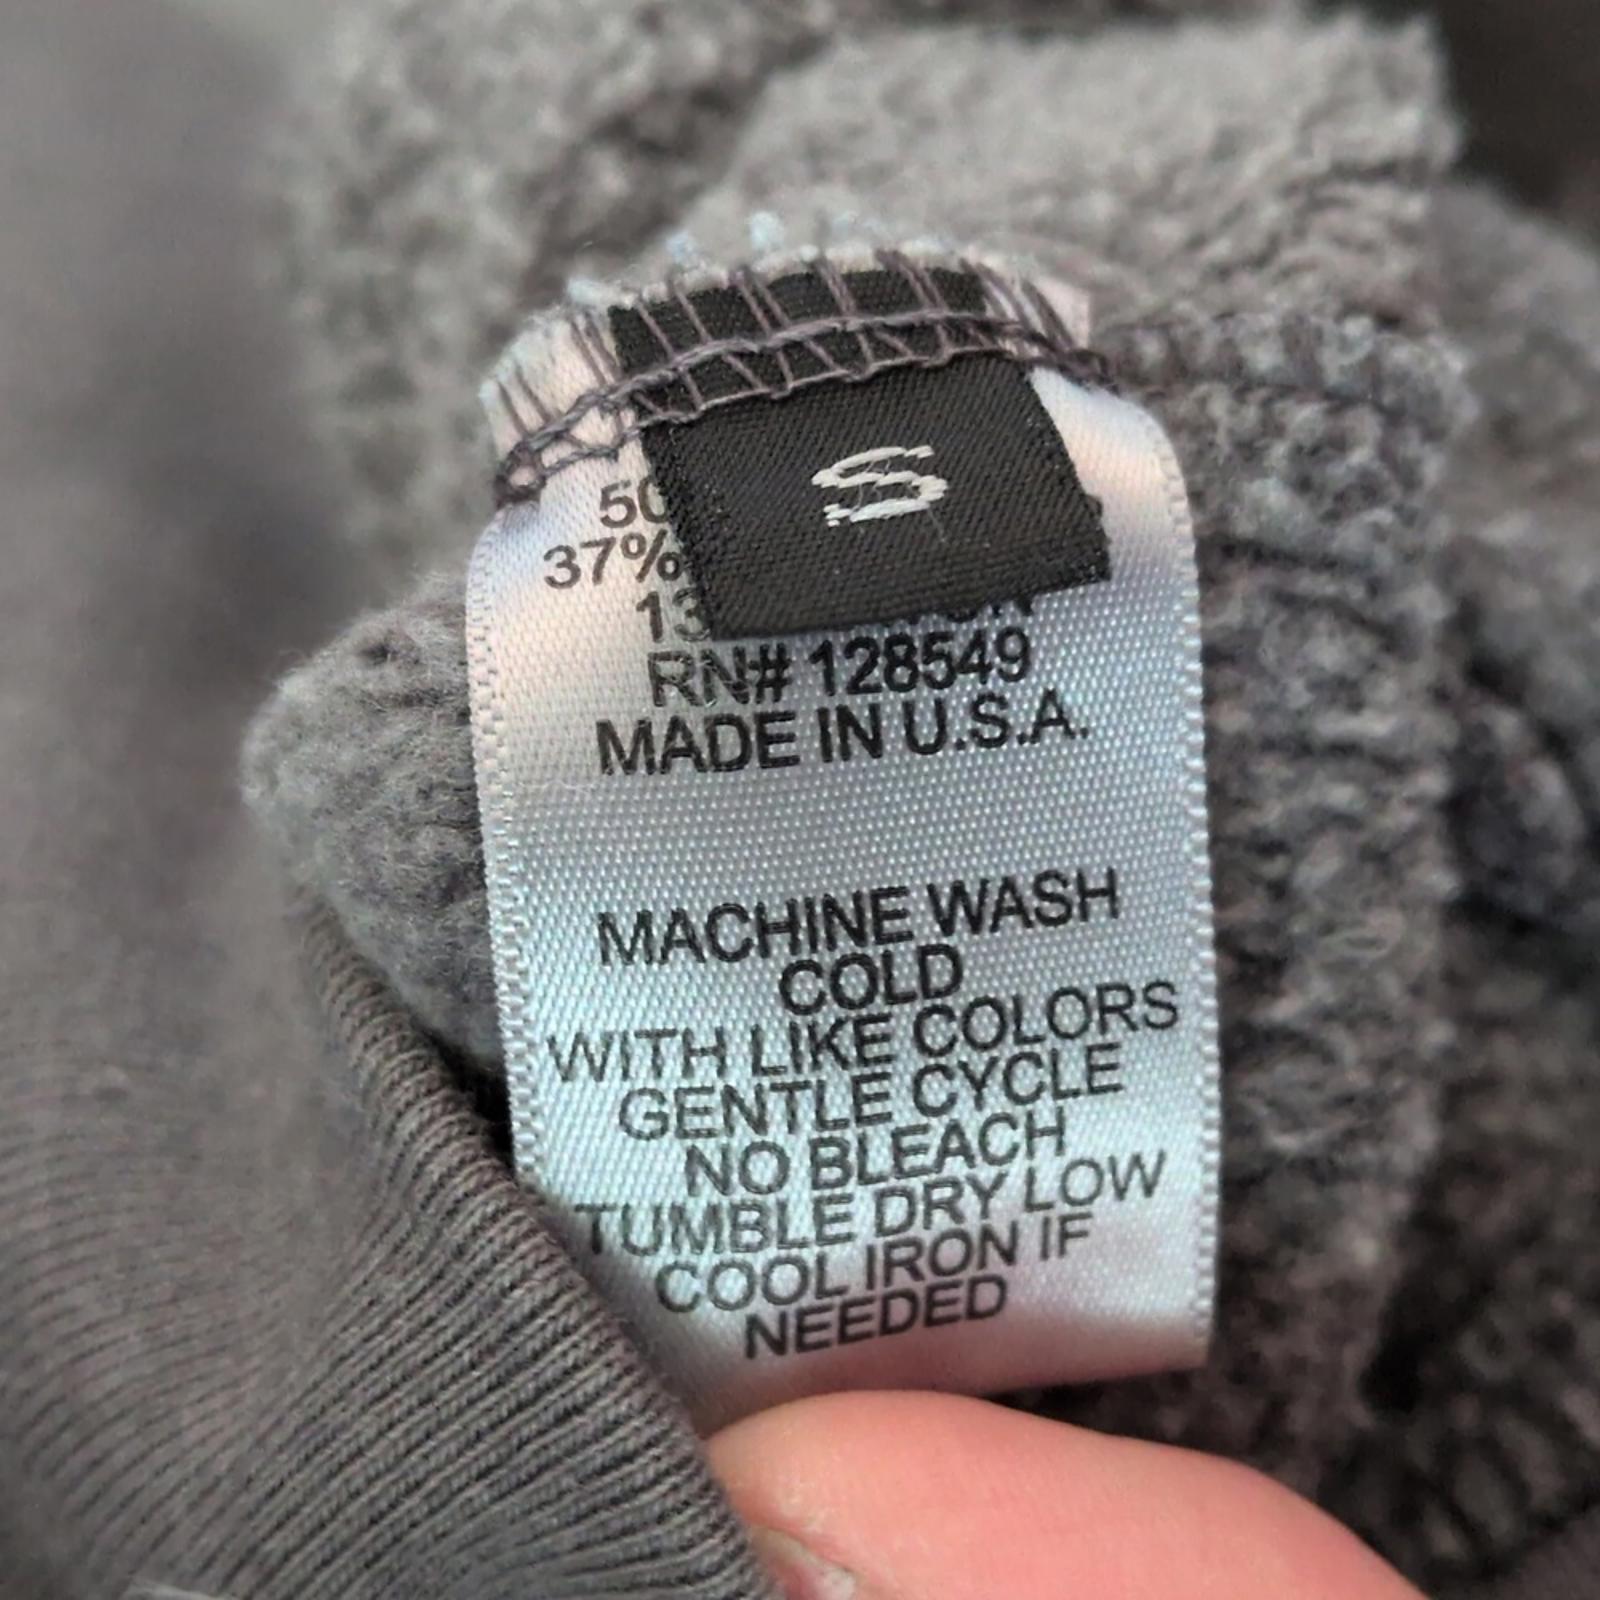 S
50
37%
13
RN# 128549
MADE IN U.S.A.
MACHINE WASH
COLD
WITH LIKE COLORS
GENTLE CYCLE
NO BLEACH
TUMBLE DRY LOW
COOL IRON IF
NEEDED